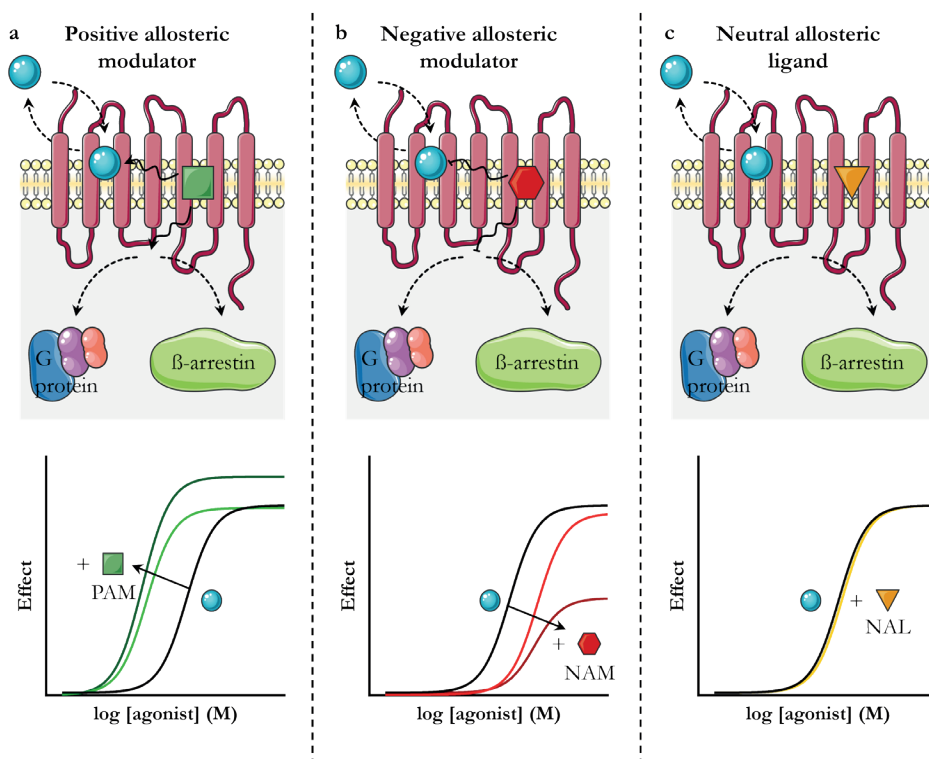 a
Positive allosteric
modulator
G
protein
ß-arrestin
Effect
+
PAM
log [agonist] (M)
b
Negative allosteric
modulator
G
protein
ß-arrestin
Effect
+
NAM
log [agonist] (M)
c
Neutral allosteric
ligand
G
protein
ß-arrestin
Effect
+
NAL
log [agonist] (M)